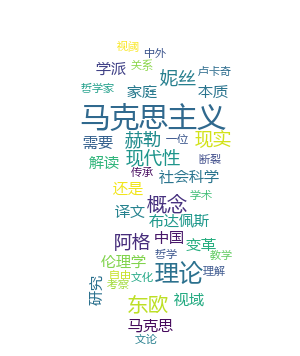 视阈
中外
学派
关系
卢卡奇
妮丝
哲学家
家庭
本质
马克思主义
需要
赫勒
一位
现实
解读
现代性
断裂
传承
社会科学
还是
概念
学术
译文
布达佩斯
阿格
中国
变革
伦理学
哲学
教学
自由
理论
理解
考察
文化
研究
东欧
视域
马克思
文论